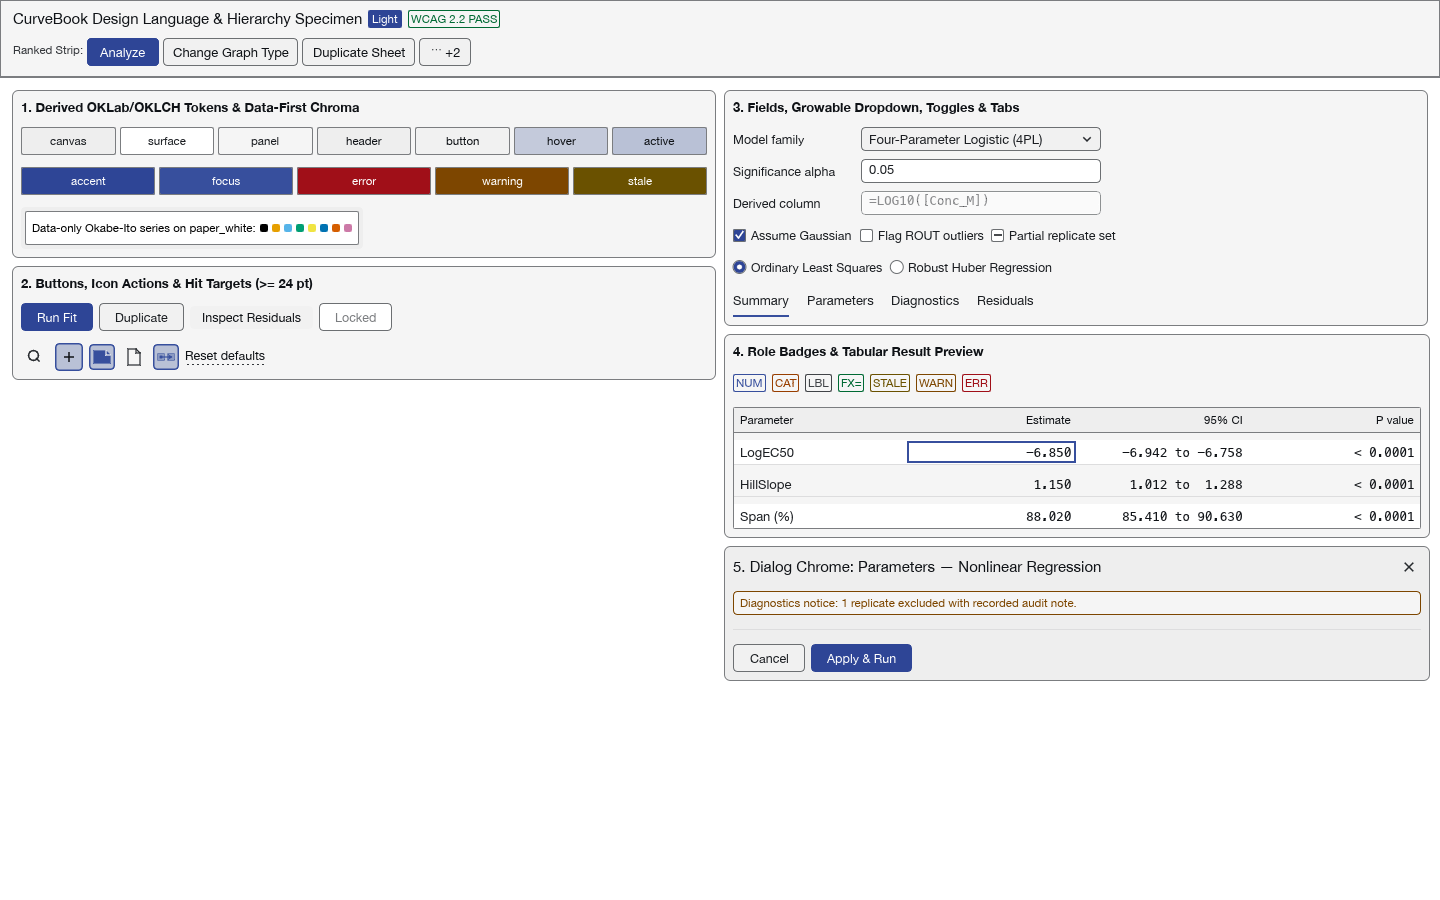 CurveBook Design Language & Hierarchy Specimen Light WCAG 2.2 PASS
Ranked Strip: Analyze Change Graph Type Duplicate Sheet ··· +2
1. Derived OKLab/OKLCH Tokens & Data-First Chroma
canvas surface panel header button hover active
accent focus error warning stale
Data-only Okabe-Ito series on paper_white:
2. Buttons, Icon Actions & Hit Targets (>= 24 pt)
Run Fit Duplicate Inspect Residuals Locked
Reset defaults
3. Fields, Growable Dropdown, Toggles & Tabs
Model family Four-Parameter Logistic (4PL)
Significance alpha 0.05
Derived column =LOG10([Conc_M])
Assume Gaussian Flag ROUT outliers Partial replicate set
Ordinary Least Squares Robust Huber Regression
Summary Parameters Diagnostics Residuals
4. Role Badges & Tabular Result Preview
NUM CAT LBL FX= STALE WARN ERR
Parameter Estimate 95% CI P value
LogEC50 −6.850 −6.942 to −6.758 < 0.0001
HillSlope 1.150 1.012 to 1.288 < 0.0001
Span (%) 88.020 85.410 to 90.630 < 0.0001
5. Dialog Chrome: Parameters — Nonlinear Regression
Diagnostics notice: 1 replicate excluded with recorded audit note.
Cancel Apply & Run